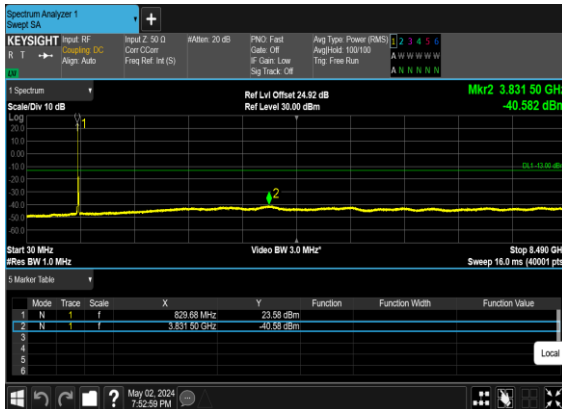 Spectrum Analyzer 1
Swept SA
+
KEYSIGHT Input: RF Input Z: 50 Ω #Atten: 20 dB PNO: Fast Avg Type: Power (RMS) 1 2 3 4 5 6
R T Coupling: DC Corr CCorr Gate: Off Avg|Hold: 100/100 A W W W W W
Align: Auto Freq Ref: Int (S) IF Gain: Low Trig: Free Run
Sig Track: Off A N N N N N
1 Spectrum
Ref Lvl Offset 24.92 dB Mkr2 3.831 50 GHz
Scale/Div 10 dB Ref Level 30.00 dBm -40.582 dBm
Log
20.0
10.0
0.00
-10.0
-20.0
-30.0
-40.0
-50.0
-60.0
1
DL1 -13.00 dBm
2
Start 30 MHz Video BW 3.0 MHz* Stop 8.490 GHz
#Res BW 1.0 MHz Sweep 16.0 ms (40001 pts)
5 Marker Table
Mode Trace Scale X Y Function Function Width Function Value
1 N 1 f 829.68 MHz 23.58 dBm
2 N 1 f 3.831 50 GHz -40.58 dBm
3
4
5
6
Local
?
May 02, 2024
7:52:59 PM